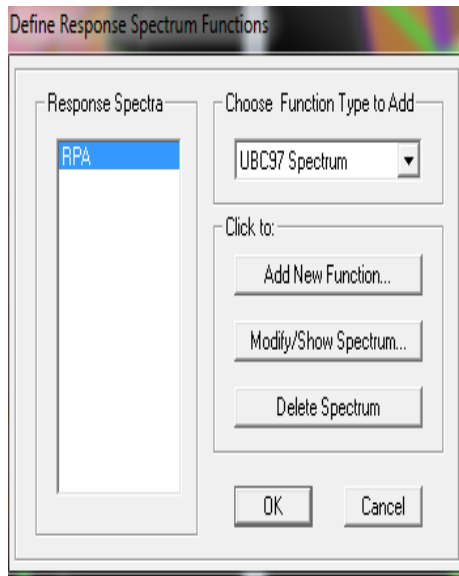 Define Response Spectrum Functions
Response Spectra
RPA
Choose Function Type to Add
UBC97 Spectrum
Click to:
Add New Function...
Modify/Show Spectrum...
Delete Spectrum
OK
Cancel